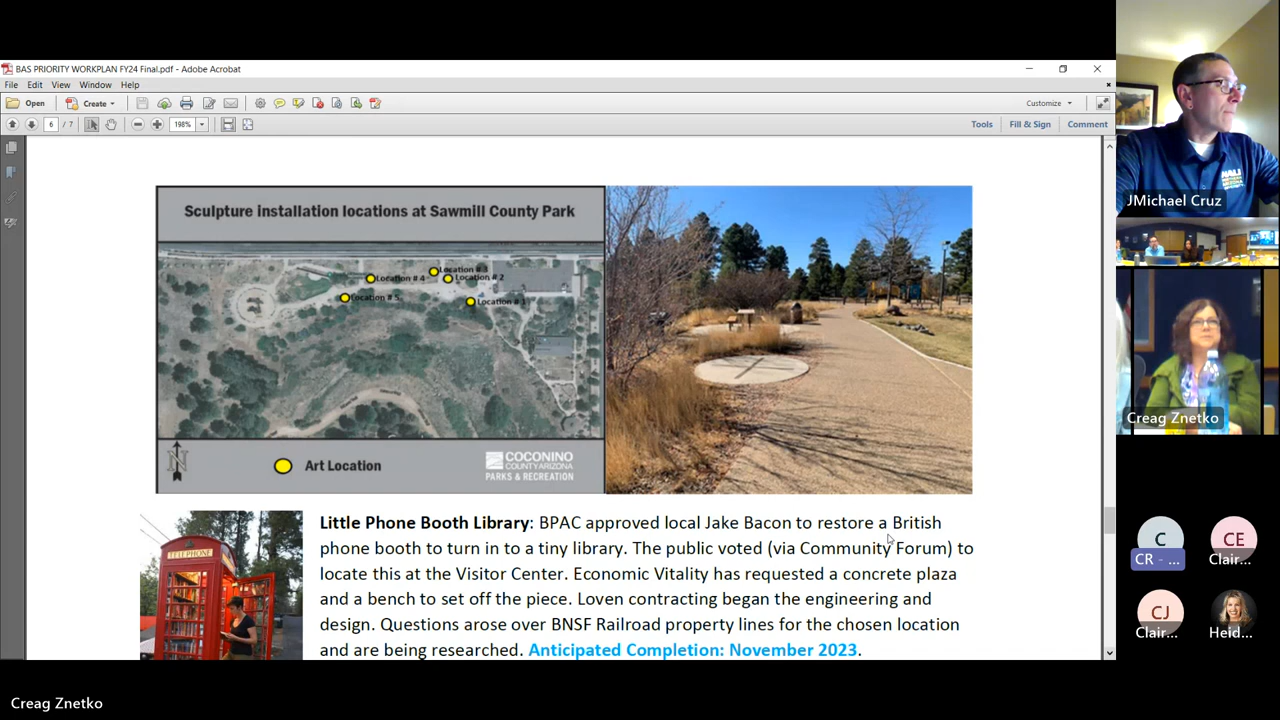 BAS PRIORITY WORKPLAN FY24 Final.pdf - Adobe Acrobat
File Edit View Window Help
Open Create Customize
6 / 7 198% Tools Fill & Sign Comment
Sculpture installation locations at Sawmill County Park
Location # 3
Location # 4 Location # 2
Location # 5 Location # 1
N
Art Location
COCONINO
COUNTY ARIZONA
PARKS & RECREATION
TELEPHONE
Little Phone Booth Library: BPAC approved local Jake Bacon to restore a British
phone booth to turn in to a tiny library. The public voted (via Community Forum) to
locate this at the Visitor Center. Economic Vitality has requested a concrete plaza
and a bench to set off the piece. Loven contracting began the engineering and
design. Questions arose over BNSF Railroad property lines for the chosen location
and are being researched. Anticipated Completion: November 2023.
JMichael Cruz
Creag Znetko
C
CR - ...
CE
Clair...
CJ
Clair...
Heid...
Creag Znetko